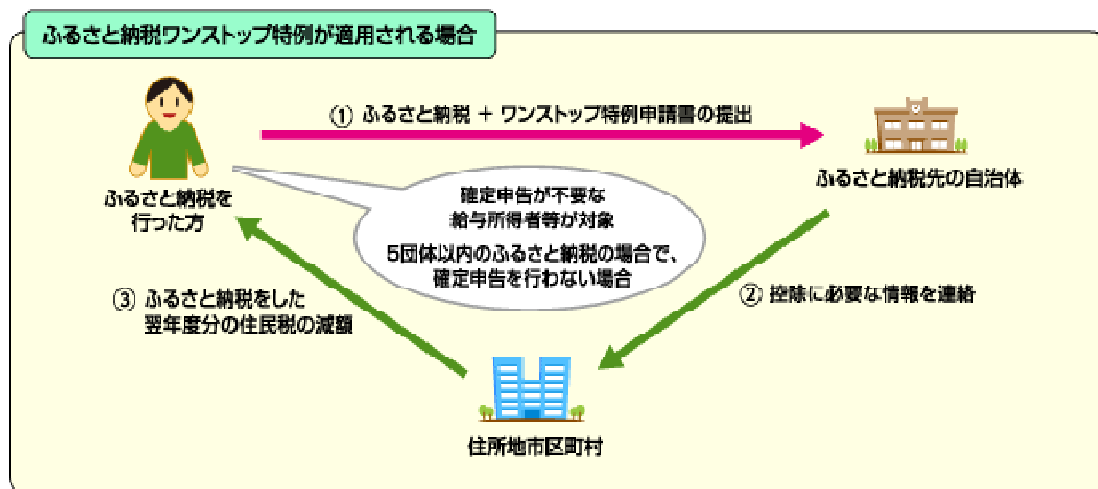 ふるさと納税ワンストップ特例が適用される場合
① ふるさと納税 + ワンストップ特例申請書の提出
ふるさと納税を
行った方
ふるさと納税先の自治体
確定申告が不要な
給与所得者等が対象
5団体以内のふるさと納税の場合で、
確定申告を行わない場合
② 控除に必要な情報を連絡
③ ふるさと納税をした
翌年度分の住民税の減額
住所地市区町村